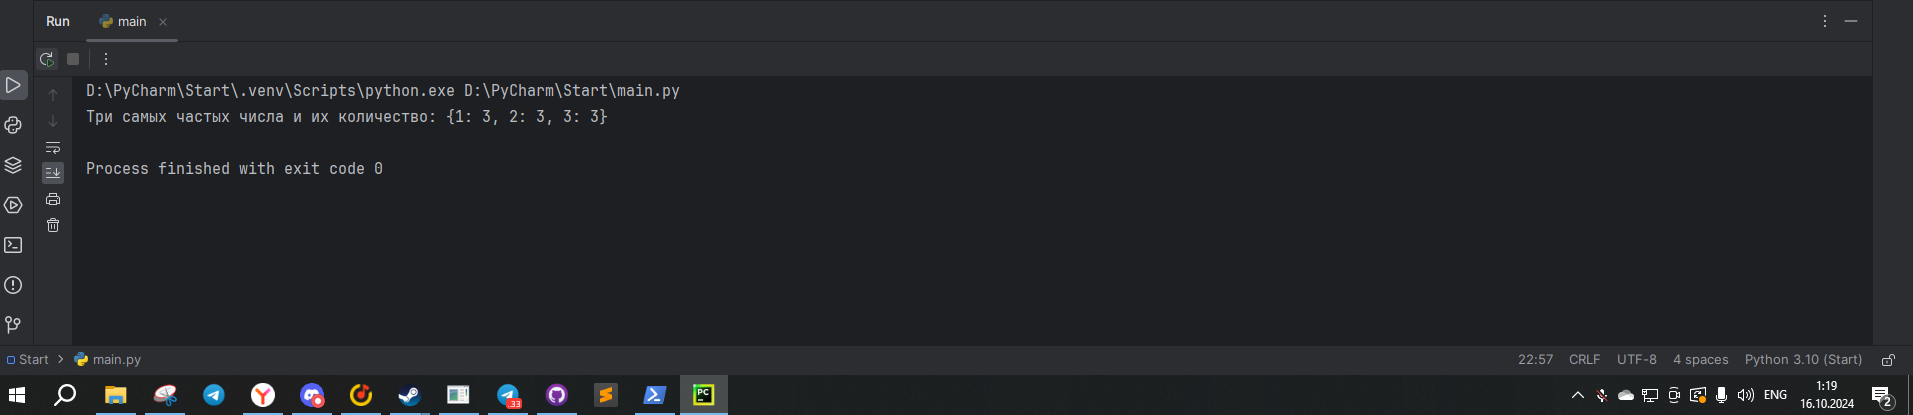 Run main
D:\PyCharm\Start\.venv\Scripts\python.exe D:\PyCharm\Start\main.py
Три самых частых числа и их количество: {1: 3, 2: 3, 3: 3}
Process finished with exit code 0
Start > main.py 22:57 CRLF UTF-8 4 spaces Python 3.10 (Start)
33 PC ENG 1:19
16.10.2024 2